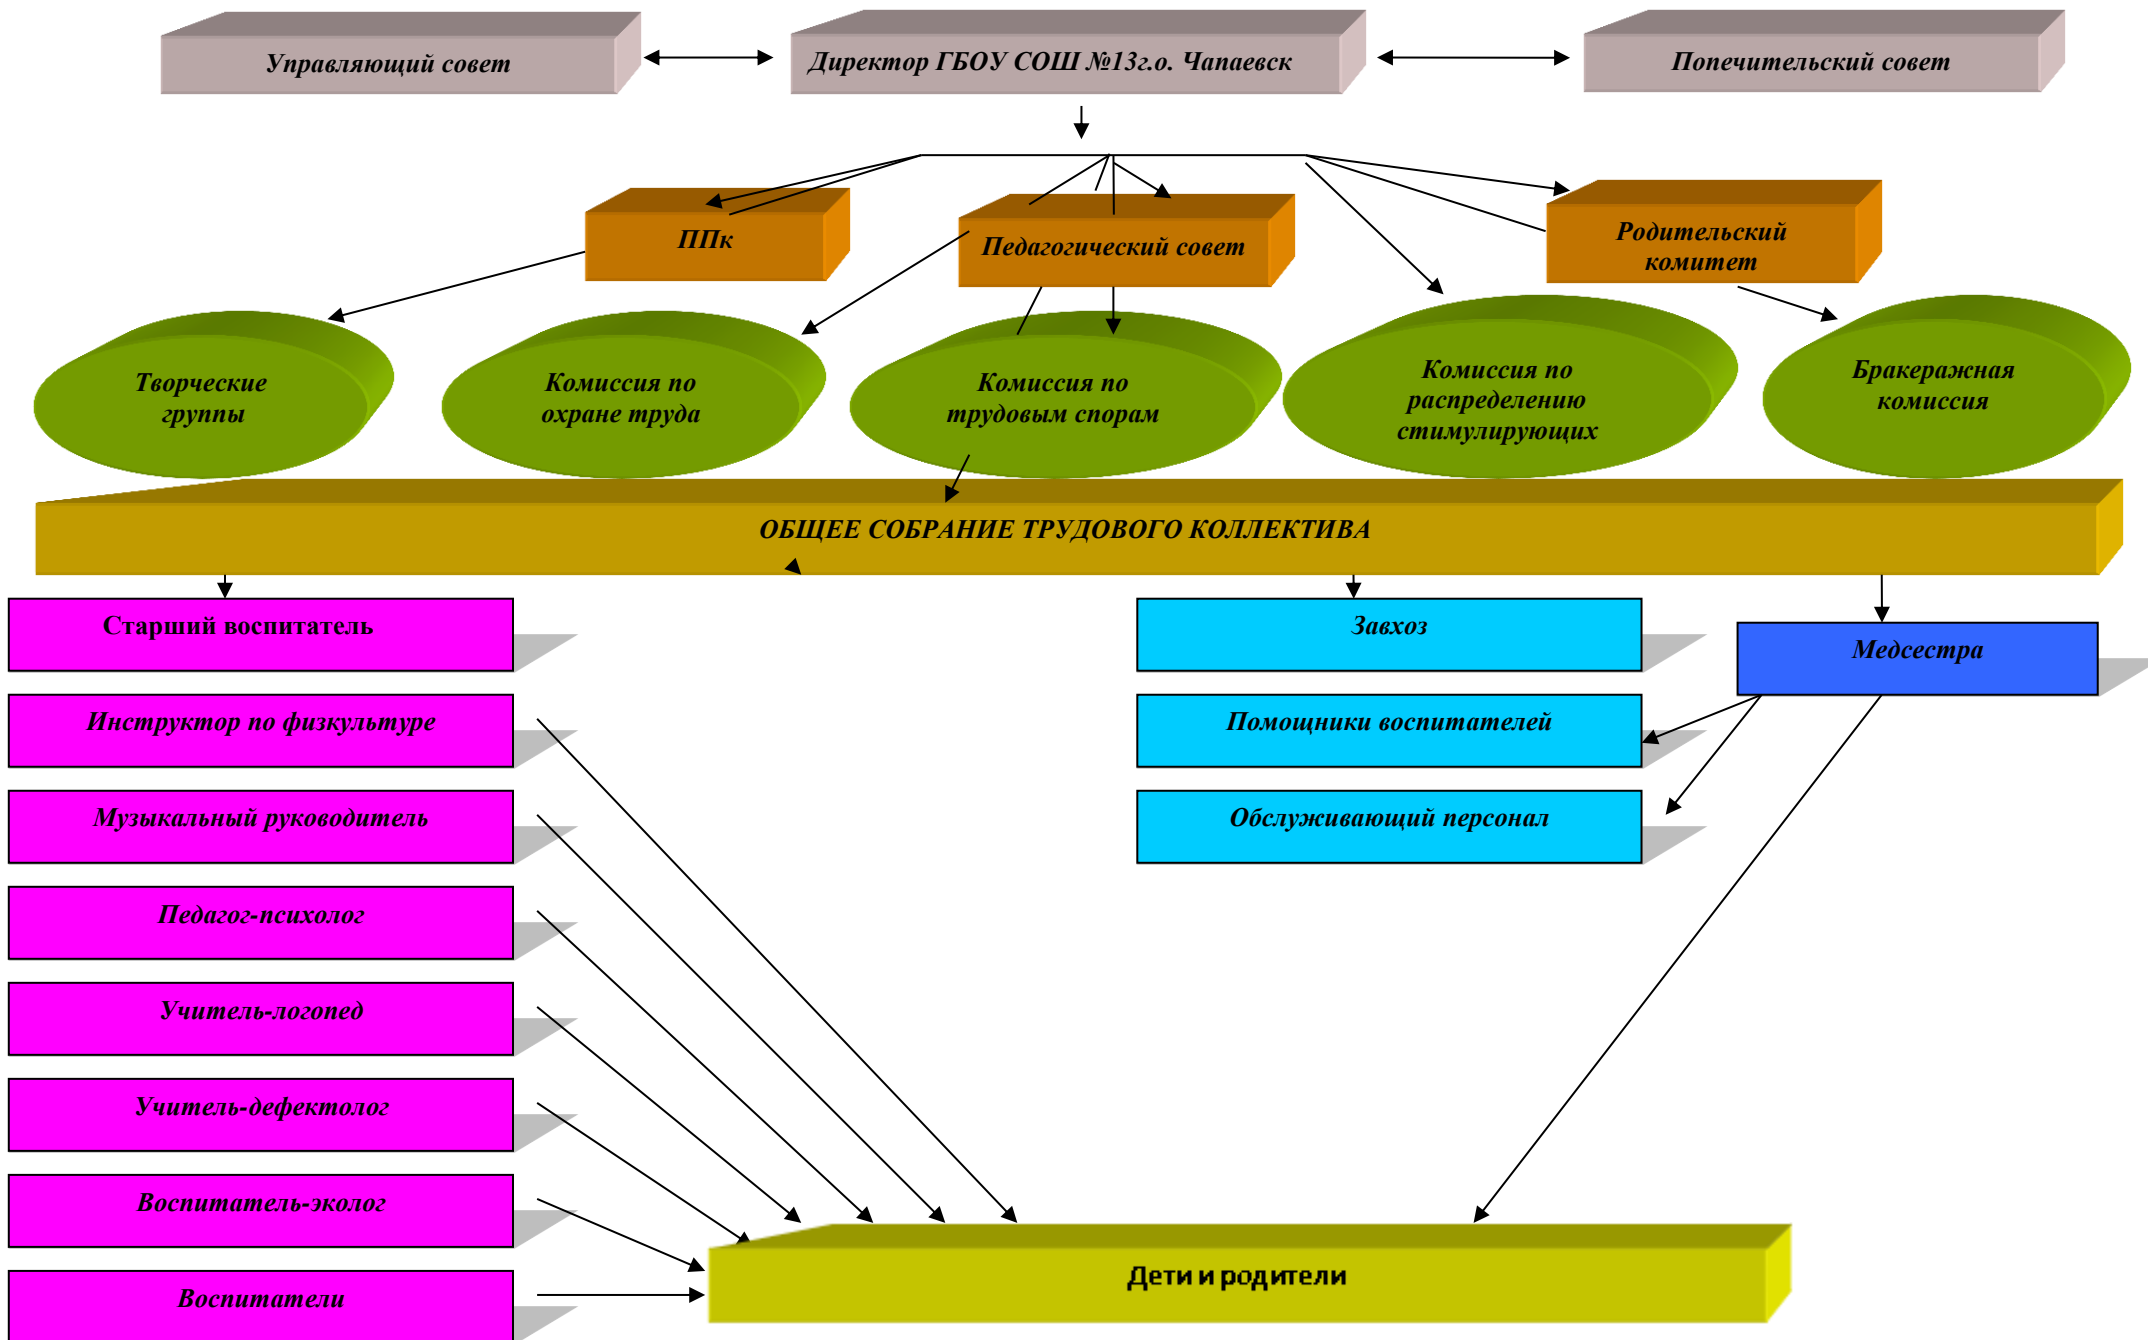 Управляющий совет
Директор ГБОУ СОШ №13г.о. Чапаевск
Попечительский совет
ППк
Педагогический совет
Родительский
комитет
Творческие
группы
Комиссия по
охране труда
Комиссия по
трудовым спорам
Комиссия по
распределению
стимулирующих
Бракеражная
комиссия
ОБЩЕЕ СОБРАНИЕ ТРУДОВОГО КОЛЛЕКТИВА
Старший воспитатель
Завхоз
Медсестра
Инструктор по физкультуре
Помощники воспитателей
Музыкальный руководитель
Обслуживающий персонал
Педагог-психолог
Учитель-логопед
Учитель-дефектолог
Воспитатель-эколог
Дети и родители
Воспитатели